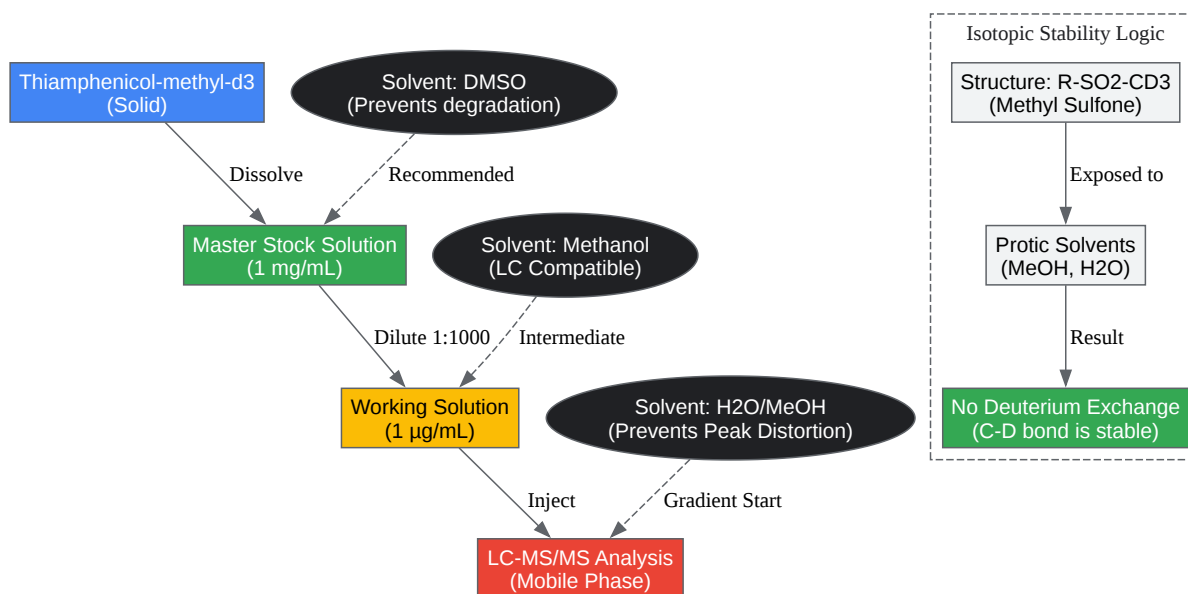 Isotopic Stability Logic
Thiamphenicol-methyl-d3
(Solid)
Solvent: DMSO
(Prevents degradation)
Structure: R-SO2-CD3
(Methyl Sulfone)
Dissolve
Recommended
Exposed to
Master Stock Solution
(1 mg/mL)
Solvent: Methanol
(LC Compatible)
Protic Solvents
(MeOH, H2O)
Dilute 1:1000
Intermediate
Result
Working Solution
(1 µg/mL)
Solvent: H2O/MeOH
(Prevents Peak Distortion)
No Deuterium Exchange
(C-D bond is stable)
Inject
Gradient Start
LC-MS/MS Analysis
(Mobile Phase)